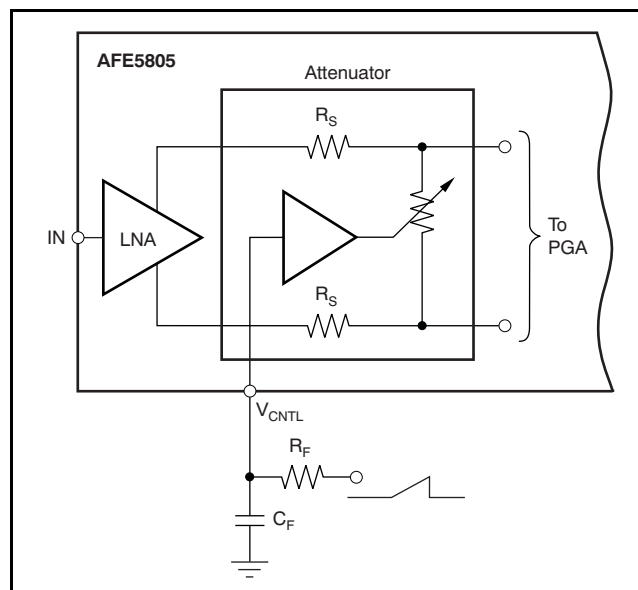 AFE5805
Attenuator
R_S
IN
LNA
To
PGA
R_S
V_CNTL
R_F
C_F